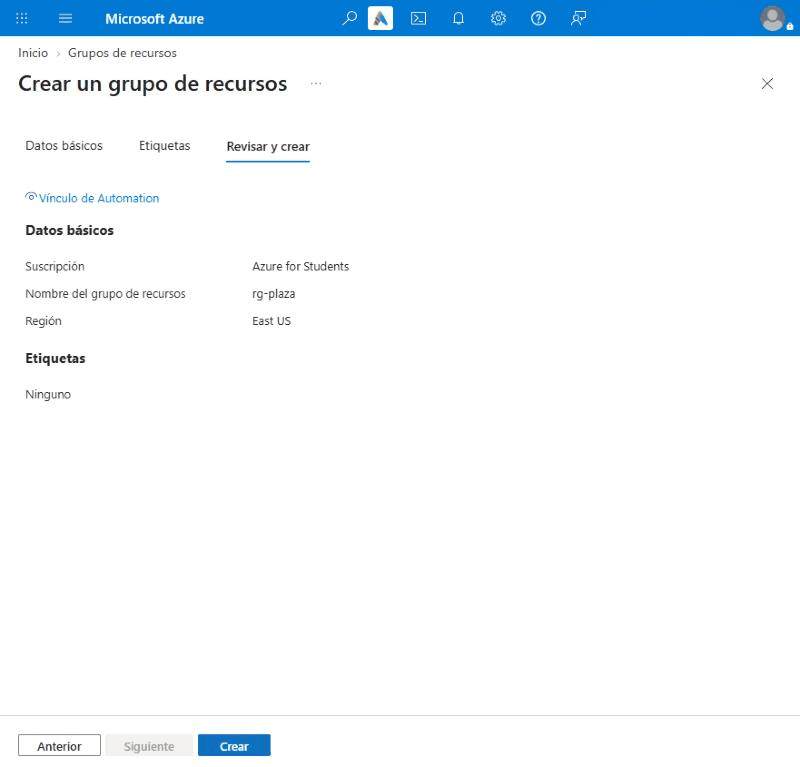 Microsoft Azure
Inicio > Grupos de recursos
Crear un grupo de recursos ...
Datos básicos Etiquetas Revisar y crear
Vínculo de Automation
Datos básicos
Suscripción Azure for Students
Nombre del grupo de recursos rg-plaza
Región East US
Etiquetas
Ninguno
Anterior Siguiente Crear